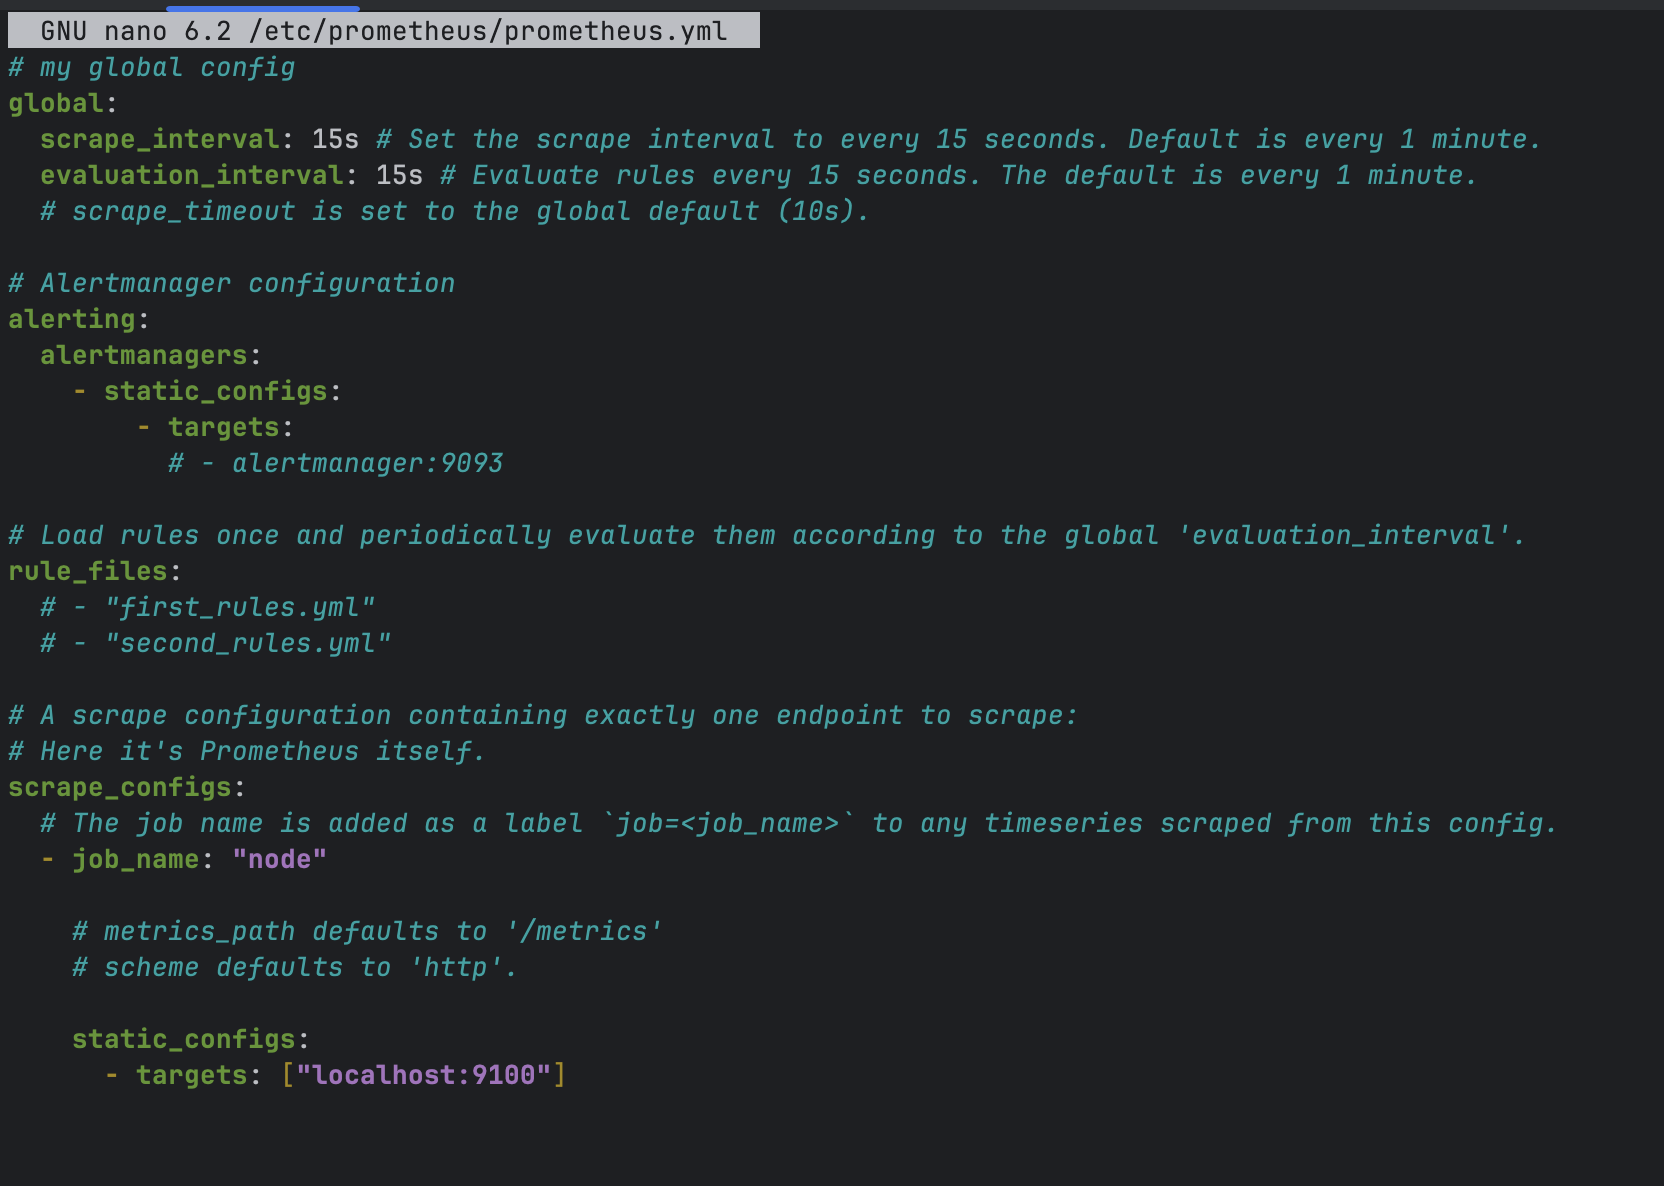 GNU nano 6.2 /etc/prometheus/prometheus.yml
# my global config
global:
  scrape_interval: 15s # Set the scrape interval to every 15 seconds. Default is every 1 minute.
  evaluation_interval: 15s # Evaluate rules every 15 seconds. The default is every 1 minute.
  # scrape_timeout is set to the global default (10s).

# Alertmanager configuration
alerting:
  alertmanagers:
    - static_configs:
        - targets:
          # - alertmanager:9093

# Load rules once and periodically evaluate them according to the global 'evaluation_interval'.
rule_files:
  # - "first_rules.yml"
  # - "second_rules.yml"

# A scrape configuration containing exactly one endpoint to scrape:
# Here it's Prometheus itself.
scrape_configs:
  # The job name is added as a label `job=<job_name>` to any timeseries scraped from this config.
  - job_name: "node"

    # metrics_path defaults to '/metrics'
    # scheme defaults to 'http'.

    static_configs:
      - targets: ["localhost:9100"]